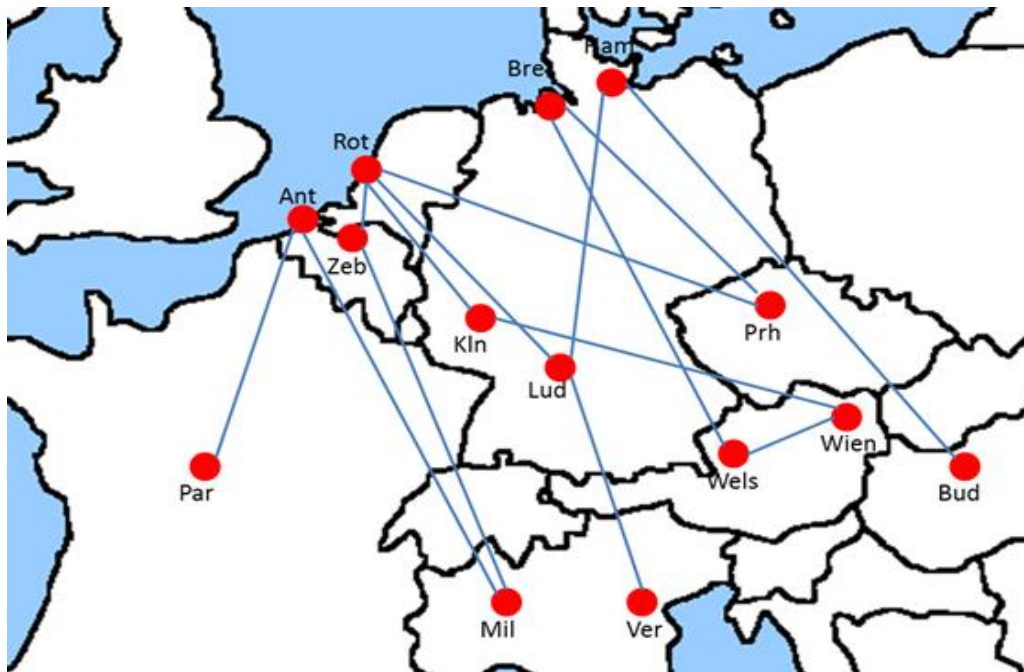 Ham
Bre
Rot
Ant
Zeb
Kln
Prh
Lud
Wien
Wels
Par
Bud
Mil
Ver